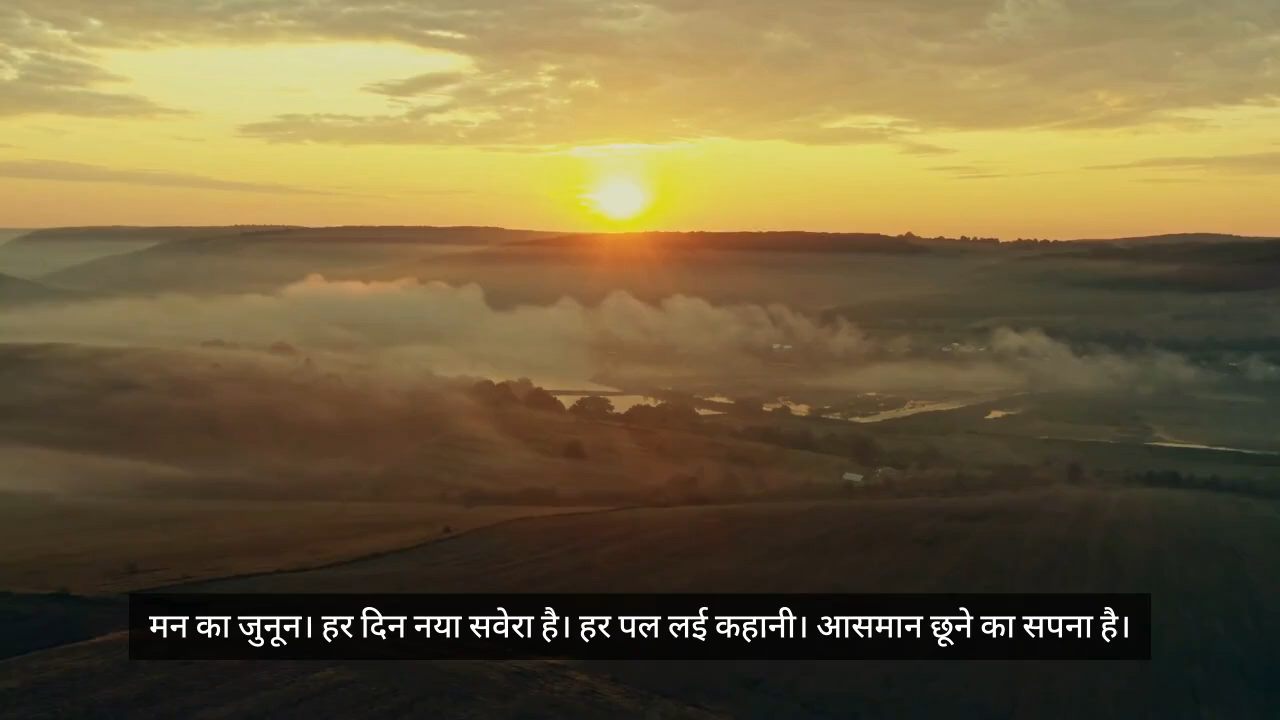 मन का जुनून। हर दिन नया सवेरा है। हर पल लई कहानी। आसमान छूने का सपना है।